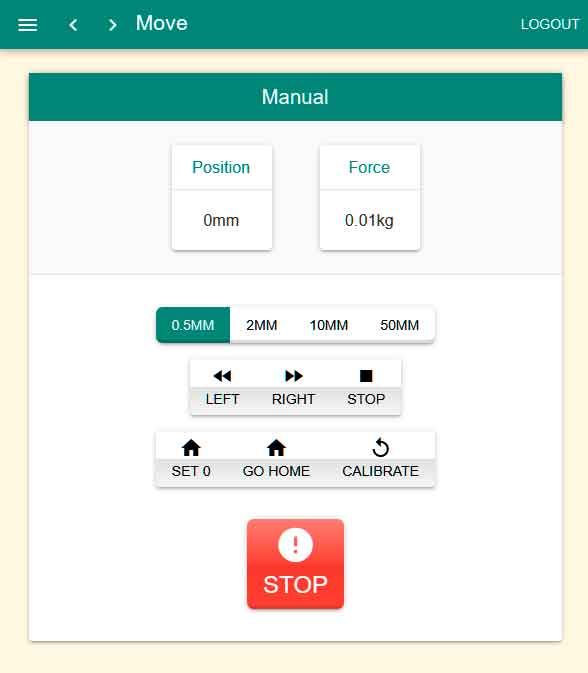 Move LOGOUT
Manual
Position Force
0mm 0.01kg
0.5MM 2MM 10MM 50MM
LEFT RIGHT STOP
SET 0 GO HOME CALIBRATE
STOP